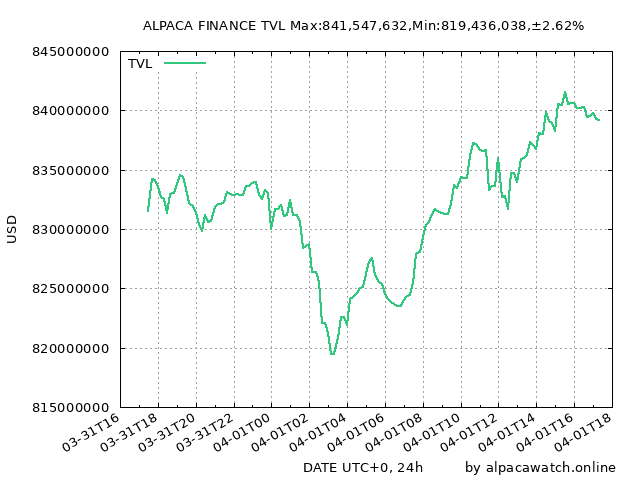 ALPACA FINANCE TVL Max:841,547,632,Min:819,436,038,±2.62%
TVL
845000000
840000000
835000000
830000000
825000000
820000000
815000000
USD
03-31T16
03-31T18
03-31T20
03-31T22
04-01T00
04-01T02
04-01T04
04-01T06
04-01T08
04-01T10
04-01T12
04-01T14
04-01T16
04-01T18
DATE UTC+0, 24h
by alpacawatch.online